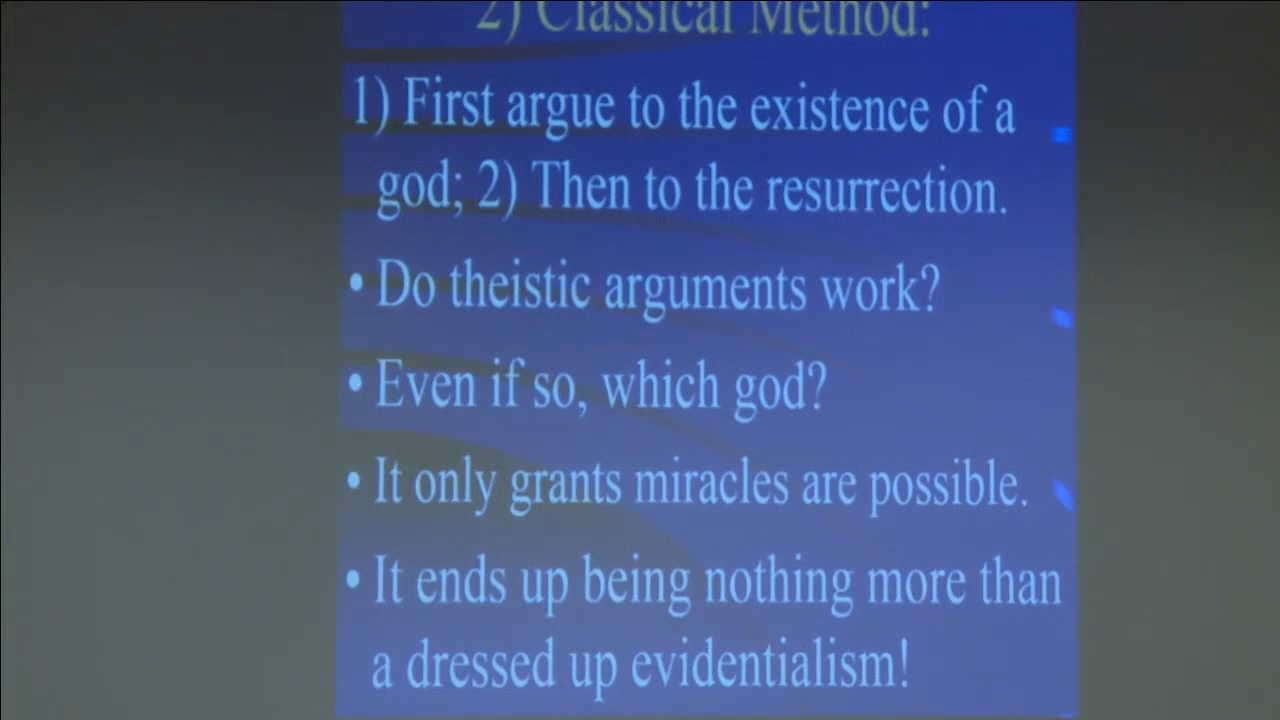 2) Classical Method:
1) First argue to the existence of a
god; 2) Then to the resurrection.
• Do theistic arguments work?
• Even if so, which god?
• It only grants miracles are possible.
• It ends up being nothing more than
a dressed up evidentialism!